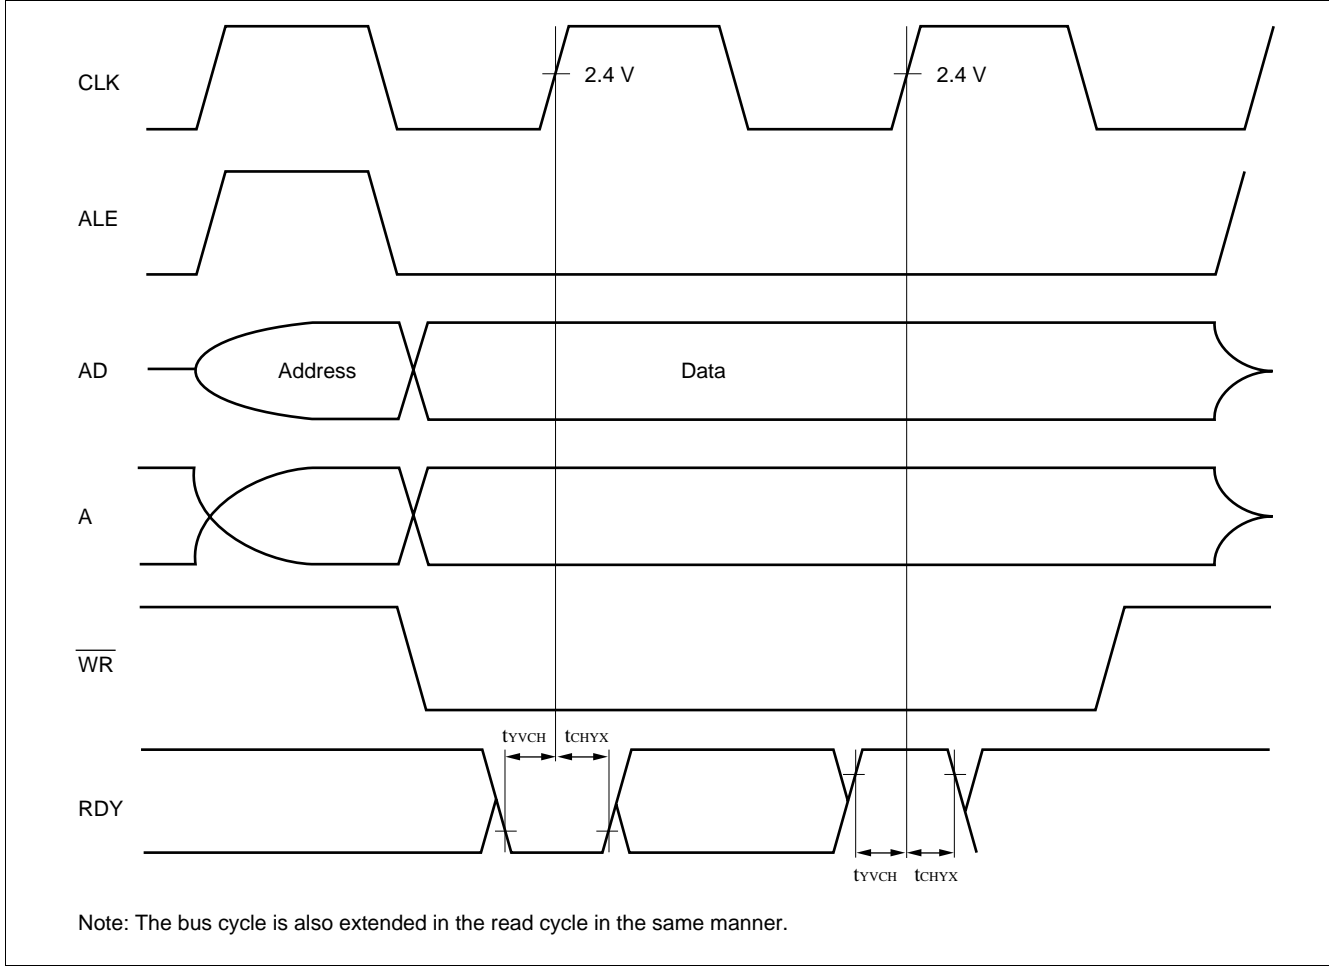 CLK
2.4 V
2.4 V
ALE
AD
Address
Data
A
WR
tYVCH
tCHYX
RDY
tYVCH
tCHYX
Note: The bus cycle is also extended in the read cycle in the same manner.